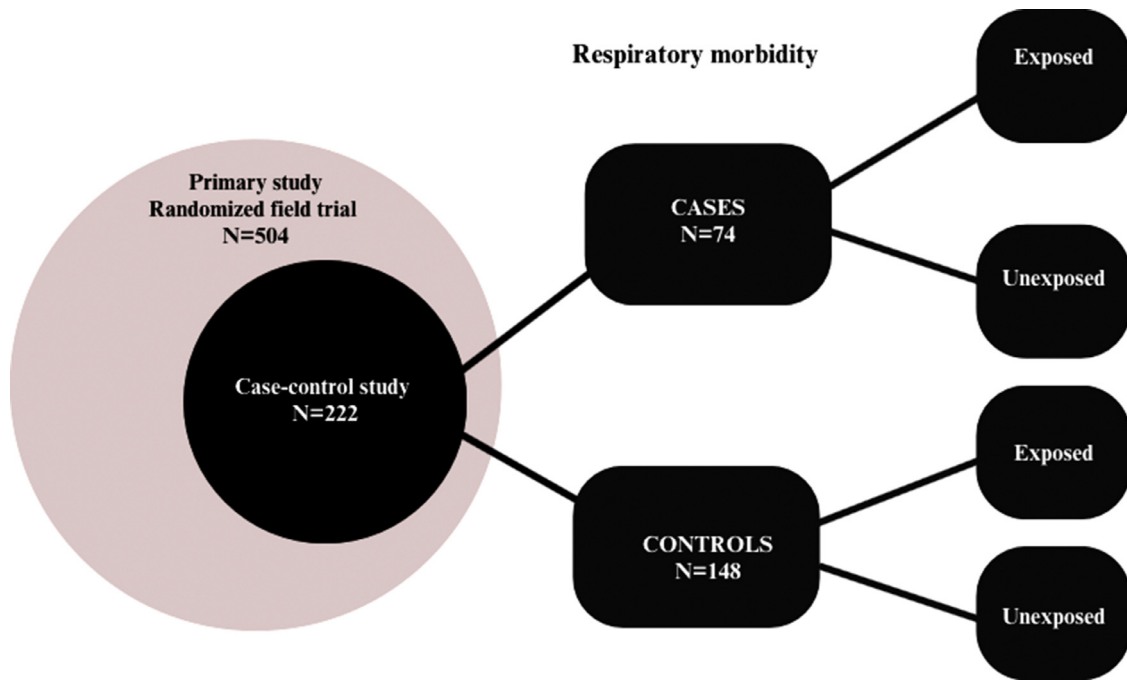 Respiratory morbidity
Primary study
Randomized field trial
N=504
Case-control study
N=222
CASES
N=74
Exposed
Unexposed
CONTROLS
N=148
Exposed
Unexposed